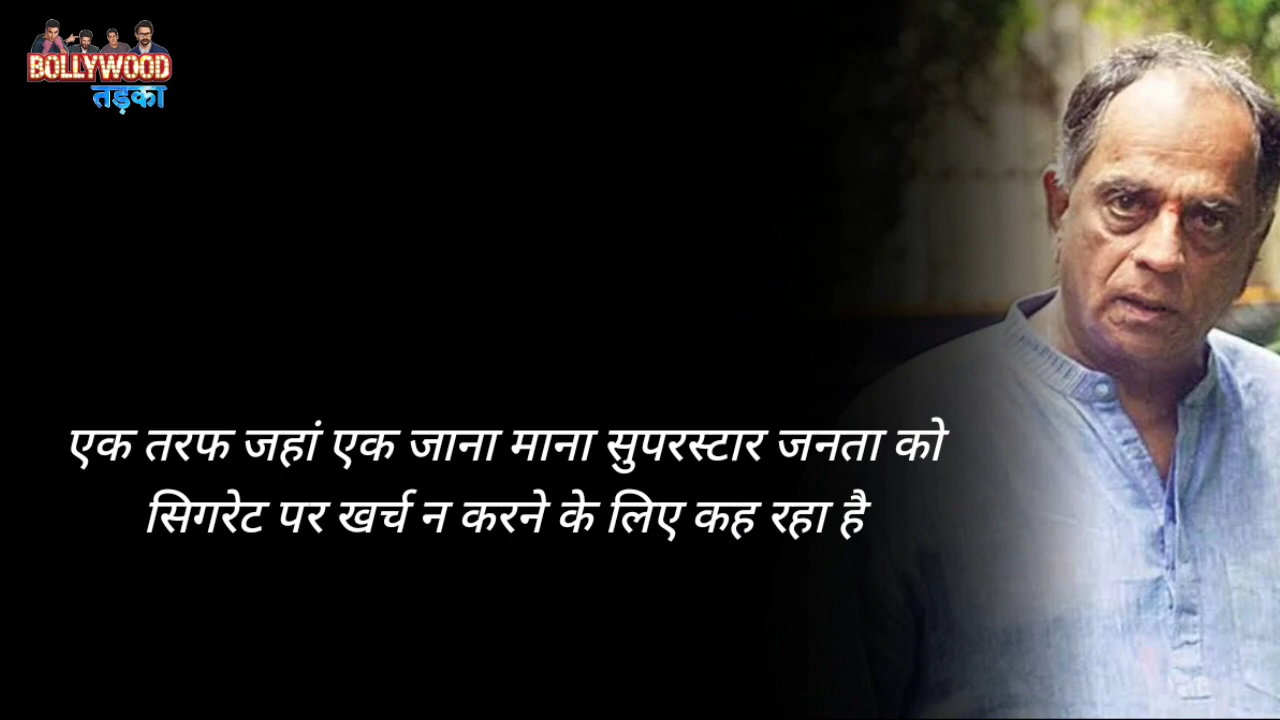 BOLLYWOOD
तड़का
एक तरफ जहां एक जाना माना सुपरस्टार जनता को
सिगरेट पर खर्च न करने के लिए कह रहा है